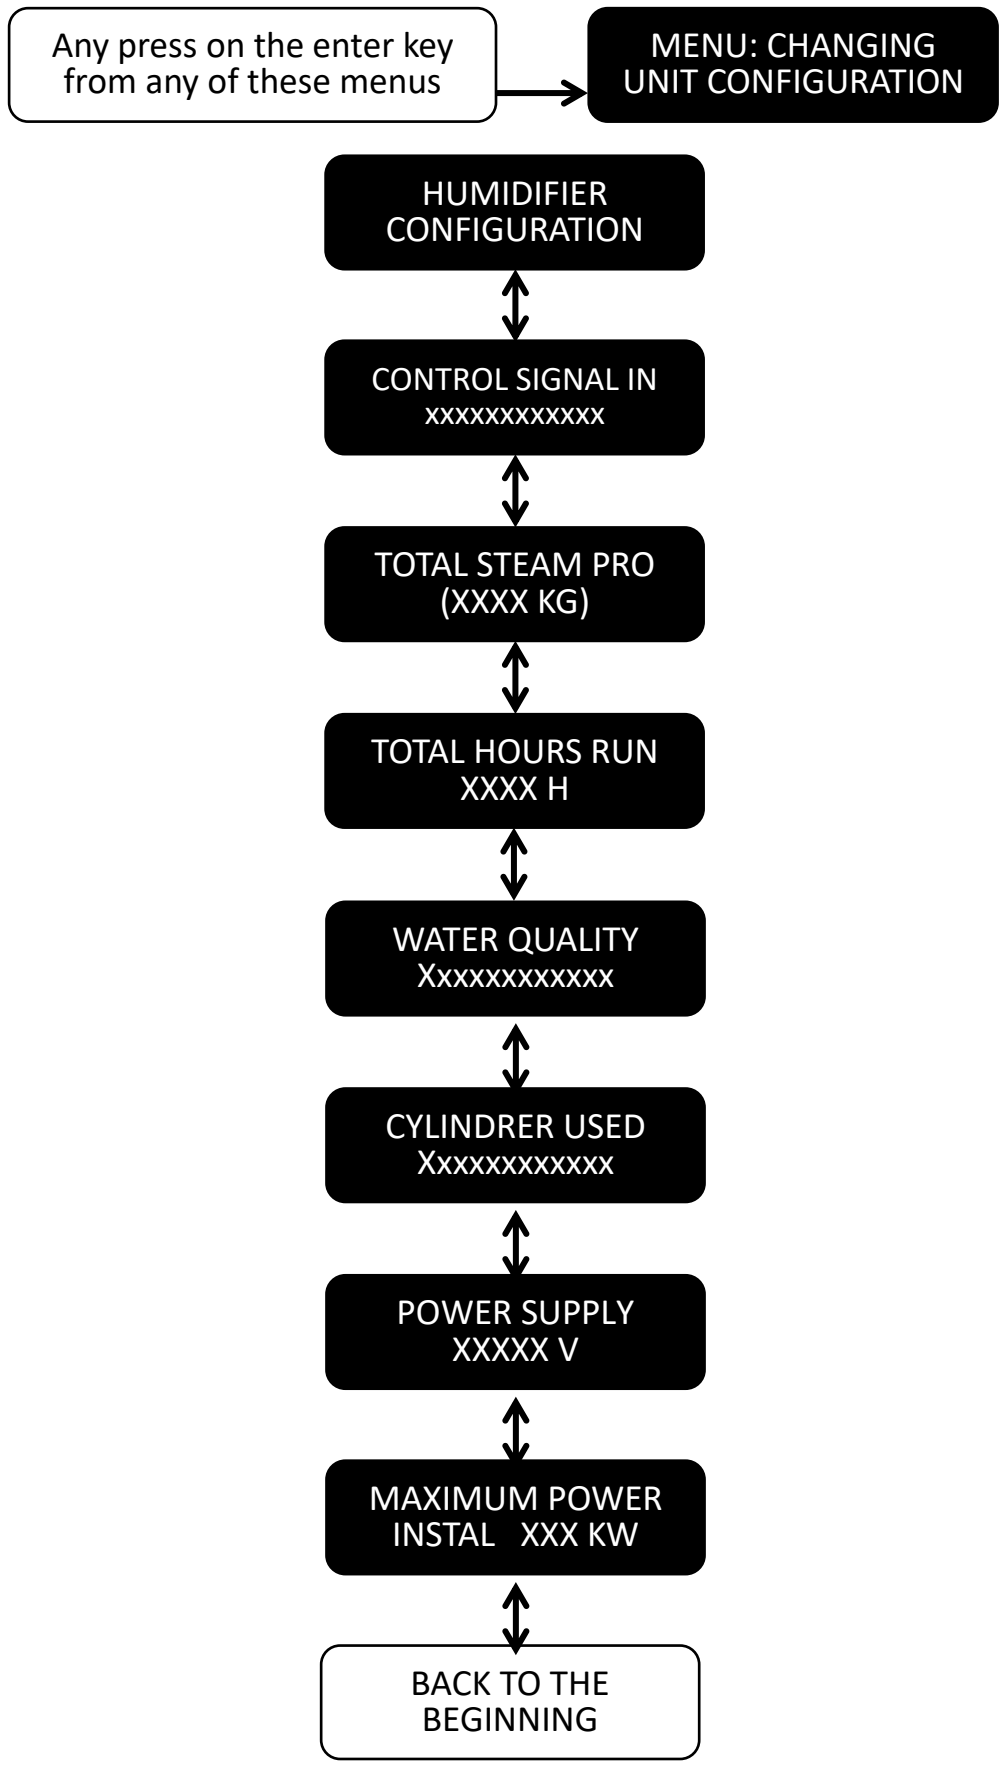 Any press on the enter key
from any of these menus
MENU: CHANGING
UNIT CONFIGURATION
HUMIDIFIER
CONFIGURATION
CONTROL SIGNAL IN
xxxxxxxxxxxx
TOTAL STEAM PRO
(XXXX KG)
TOTAL HOURS RUN
XXXX H
WATER QUALITY
Xxxxxxxxxxxxx
CYLINDRER USED
Xxxxxxxxxxxxx
POWER SUPPLY
XXXXX V
MAXIMUM POWER
INSTAL   XXX KW
BACK TO THE
BEGINNING